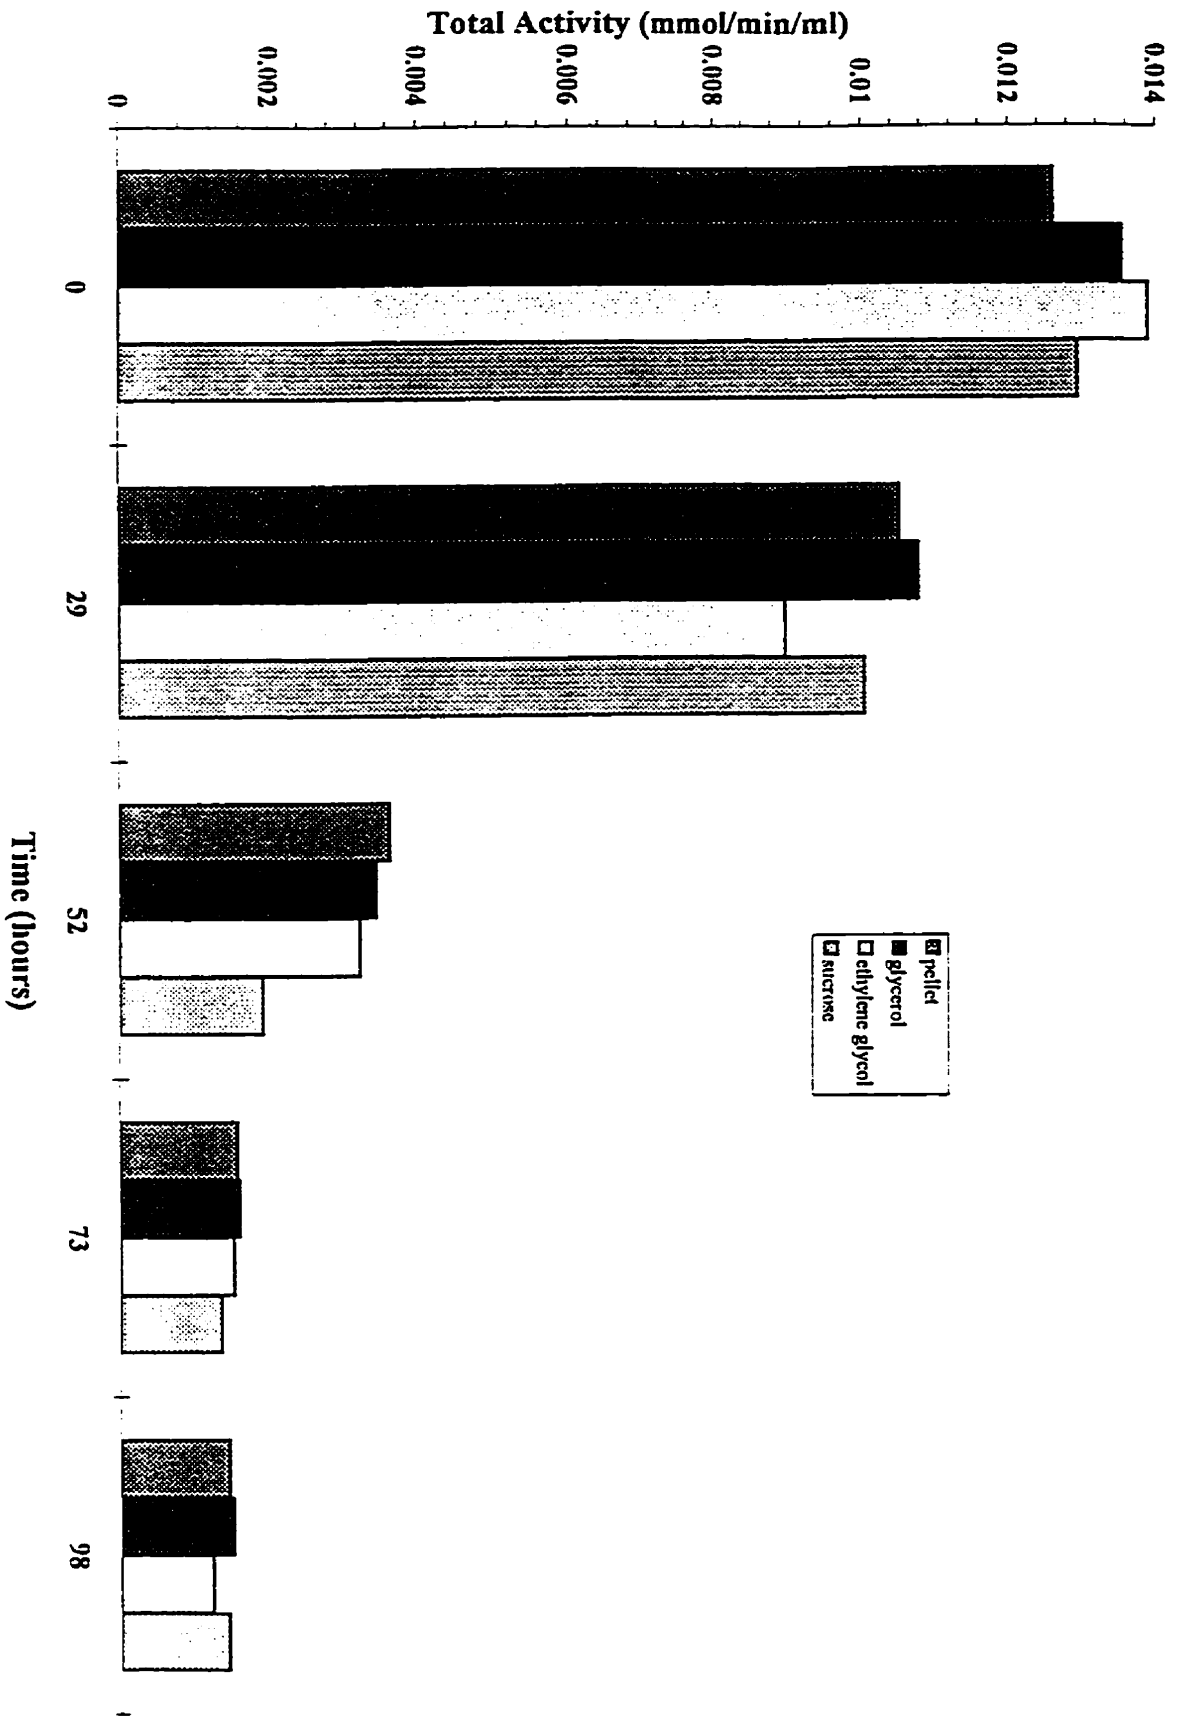 Total Activity (mmol/min/ml)
0.014
0.012
0.01
0.008
0.006
0.004
0.002
0
pellet
glycerol
ethylene glycol
sucrose
0
29
52
73
98
Time (hours)